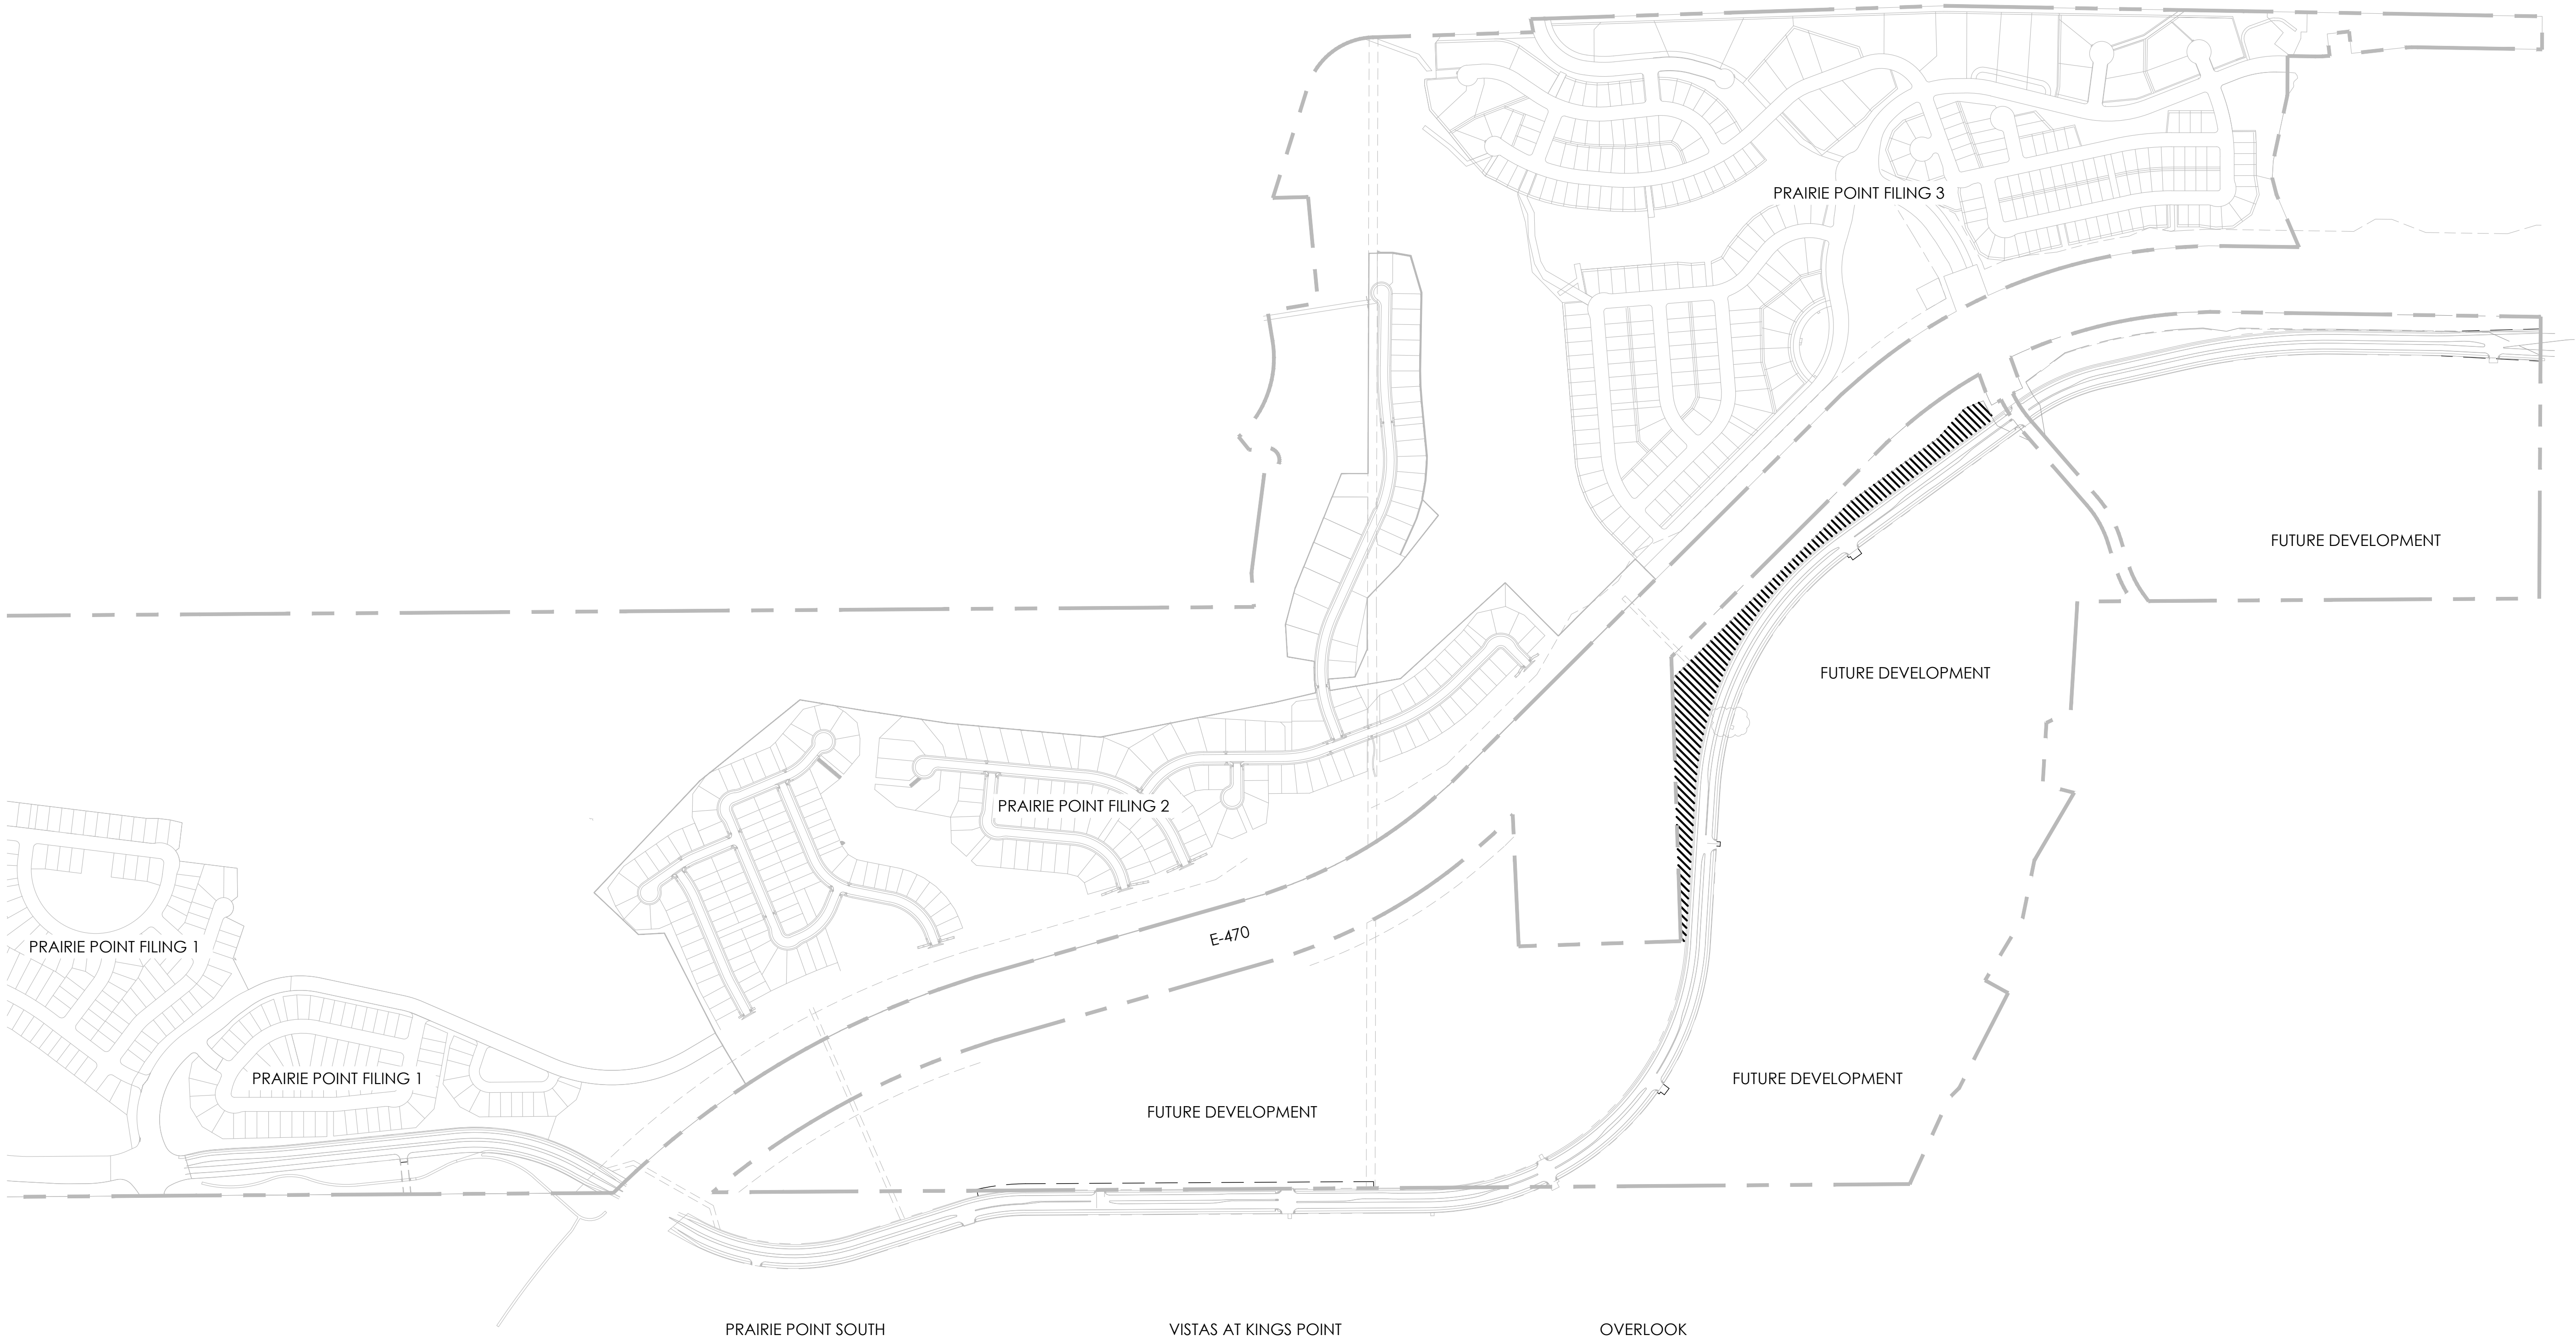 PRAIRIE POINT FILING 3
FUTURE DEVELOPMENT
FUTURE DEVELOPMENT
PRAIRIE POINT FILING 2
E-470
PRAIRIE POINT FILING 1
PRAIRIE POINT FILING 1
FUTURE DEVELOPMENT
FUTURE DEVELOPMENT
PRAIRIE POINT SOUTH
VISTAS AT KINGS POINT
OVERLOOK